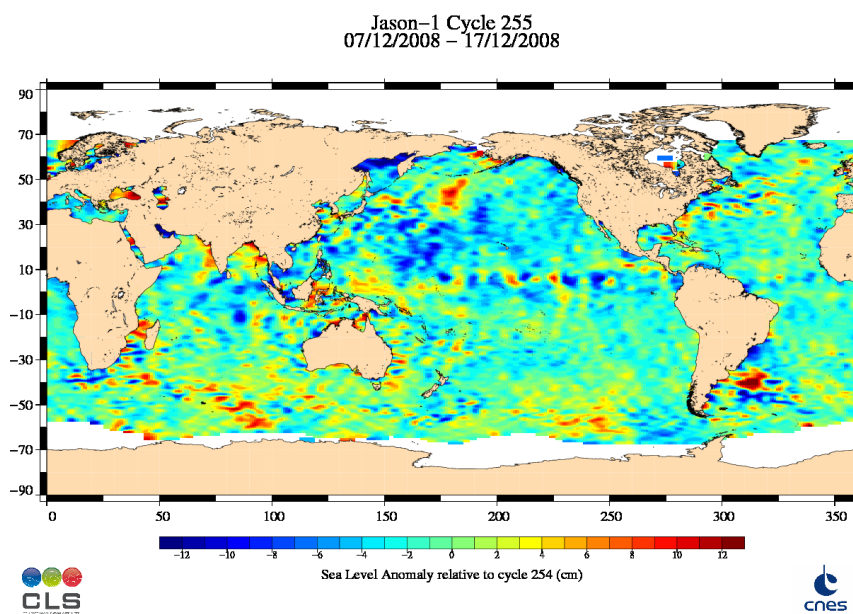 Jason-1 Cycle 255
07/12/2008 - 17/12/2008
90
70
50
30
10
-10
-30
-50
-70
-90
0 50 100 150 200 250 300 350
-12 -10 -8 -6 -4 -2 0 2 4 6 8 10 12
Sea Level Anomaly relative to cycle 254 (cm)
CLS
cnes